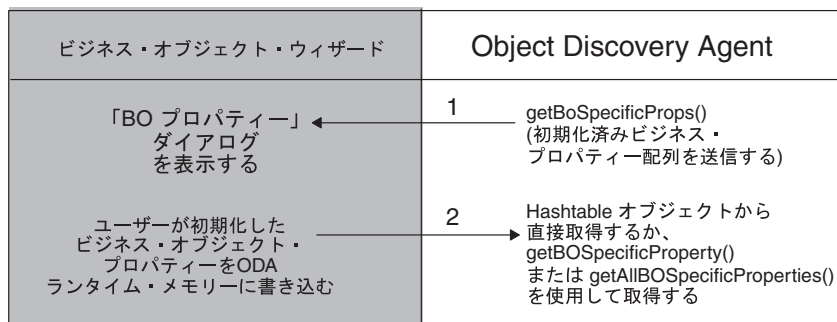 ビジネス・オブジェクト・ウィザード
Object Discovery Agent
「BO プロパティー」
ダイアログ
を表示する
1
getBoSpecificProps()
(初期化済みビジネス・
プロパティー配列を送信する)
ユーザーが初期化した
ビジネス・オブジェクト・
プロパティーをODA
ランタイム・メモリーに書き込む
2
Hashtable オブジェクトから
直接取得するか、
getBOSpecificProperty()
または getAllBOSpecificProperties()
を使用して取得する